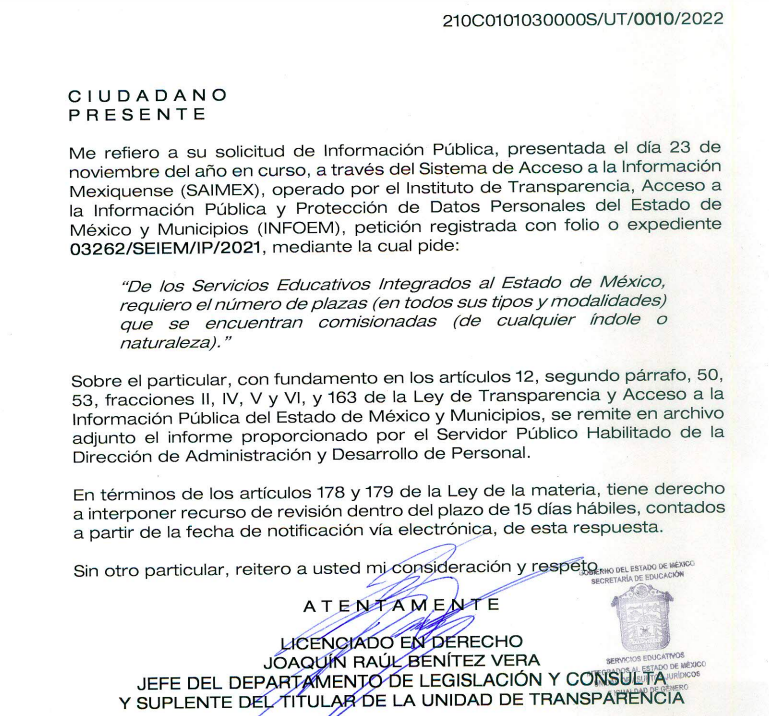 210C0101030000S/UT/0010/2022
CIUDADANO
PRESENTE
Me refiero a su solicitud de Información Pública, presentada el día 23 de
noviembre del año en curso, a través del Sistema de Acceso a la Información
Mexiquense (SAIMEX), operado por el Instituto de Transparencia, Acceso a
la Información Pública y Protección de Datos Personales del Estado de
México y Municipios (INFOEM), petición registrada con folio o expediente
03262/SEIEM/IP/2021, mediante la cual pide:
“De los Servicios Educativos Integrados al Estado de México,
requiero el número de plazas (en todos sus tipos y modalidades)
que se encuentran comisionadas (de cualquier índole o
naturaleza).”
Sobre el particular, con fundamento en los artículos 12, segundo párrafo, 50,
53, fracciones II, IV, V y VI, y 163 de la Ley de Transparencia y Acceso a la
Información Pública del Estado de México y Municipios, se remite en archivo
adjunto el informe proporcionado por el Servidor Público Habilitado de la
Dirección de Administración y Desarrollo de Personal.
En términos de los artículos 178 y 179 de la Ley de la materia, tiene derecho
a interponer recurso de revisión dentro del plazo de 15 días hábiles, contados
a partir de la fecha de notificación vía electrónica, de esta respuesta.
Sin otro particular, reitero a usted mi consideración y respeto.
GOBIERNO DEL ESTADO DE MÉXICO
SECRETARÍA DE EDUCACIÓN
ATENTAMENTE
LICENCIADO EN DERECHO
JOAQUÍN RAÚL BENÍTEZ VERA
JEFE DEL DEPARTAMENTO DE LEGISLACIÓN Y CONSULTA
Y SUPLENTE DEL TITULAR DE LA UNIDAD DE TRANSPARENCIA
SERVICIOS EDUCATIVOS
INTEGRADOS AL ESTADO DE MÉXICO
JURÍDICOS
IGUALDAD DE GÉNERO